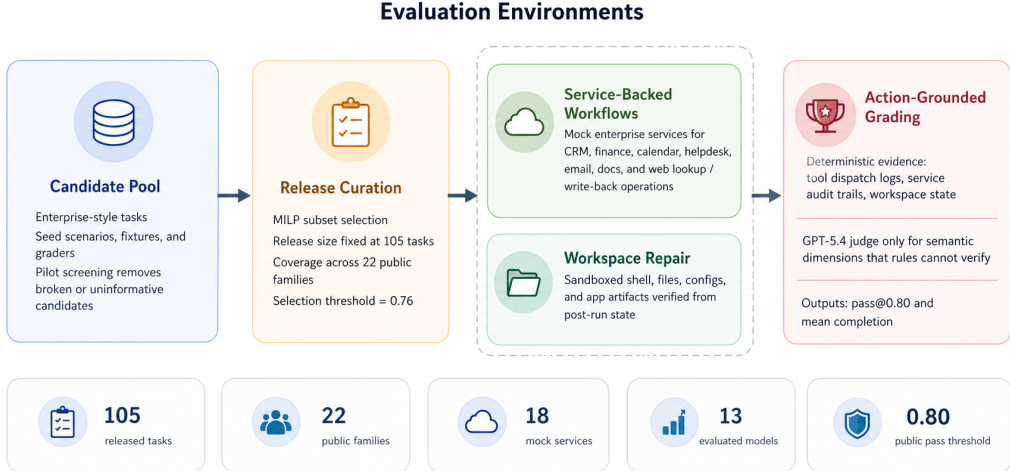 Evaluation Environments
Candidate Pool
Enterprise-style tasks
Seed scenarios, fixtures, and
graders
Pilot screening removes
broken or uninformative
candidates
Release Curation
MILP subset selection
Release size fixed at 105 tasks
Coverage across 22 public
families
Selection threshold = 0.76
Service-Backed
Workflows
Mock enterprise services for
CRM, finance, calendar, helpdesk,
email, docs, and web lookup /
write-back operations
Workspace Repair
Sandboxed shell, files, configs,
and app artifacts verified from
post-run state
Action-Grounded
Grading
Deterministic evidence:
tool dispatch logs, service
audit trails, workspace state
GPT-5.4 judge only for semantic
dimensions that rules cannot verify
Outputs: pass@0.80 and
mean completion
105
released tasks
22
public families
18
mock services
13
evaluated models
0.80
public pass threshold